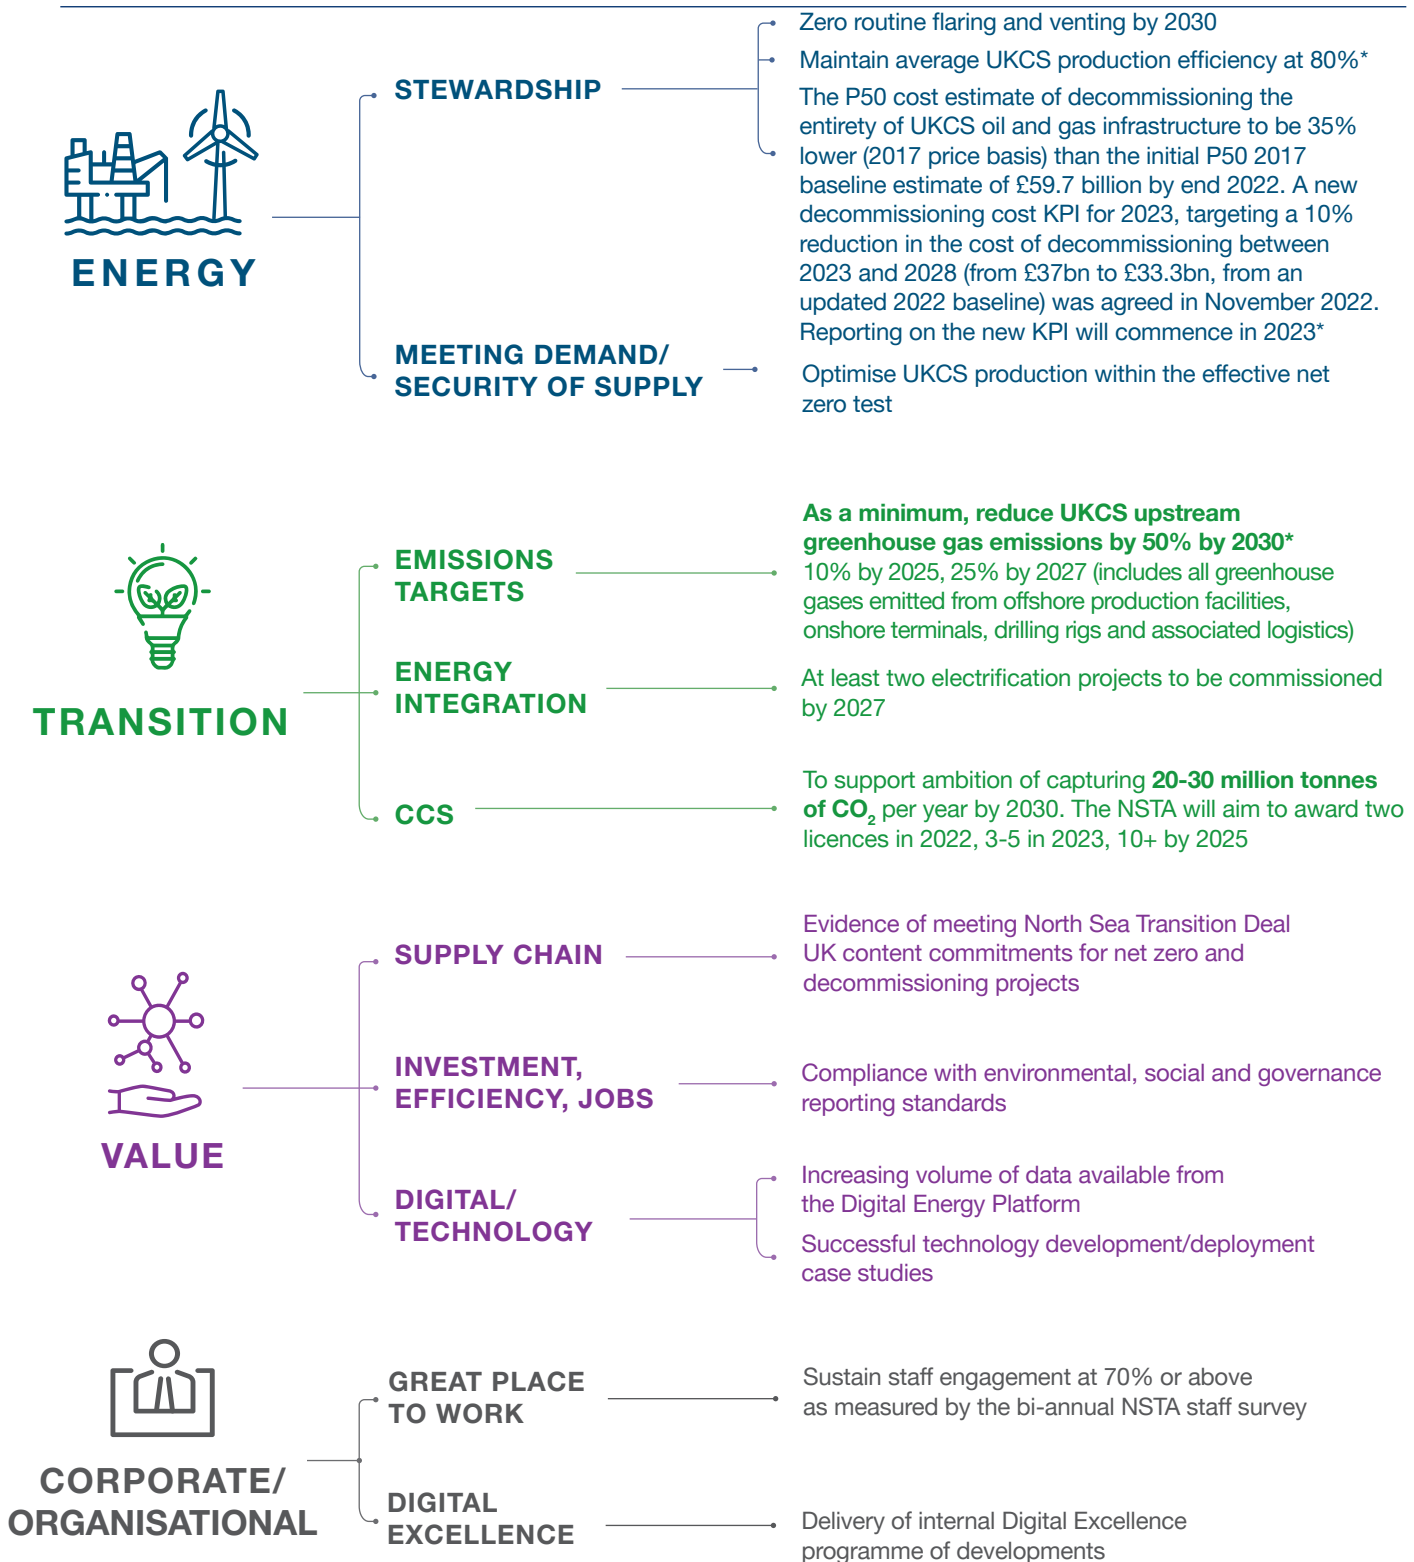 ENERGY
STEWARDSHIP
Zero routine flaring and venting by 2030
Maintain average UKCS production efficiency at 80%*
The P50 cost estimate of decommissioning the
entirety of UKCS oil and gas infrastructure to be 35%
lower (2017 price basis) than the initial P50 2017
baseline estimate of £59.7 billion by end 2022. A new
decommissioning cost KPI for 2023, targeting a 10%
reduction in the cost of decommissioning between
2023 and 2028 (from £37bn to £33.3bn, from an
updated 2022 baseline) was agreed in November 2022.
Reporting on the new KPI will commence in 2023*
MEETING DEMAND/
SECURITY OF SUPPLY
Optimise UKCS production within the effective net
zero test
TRANSITION
EMISSIONS
TARGETS
As a minimum, reduce UKCS upstream
greenhouse gas emissions by 50% by 2030*
10% by 2025, 25% by 2027 (includes all greenhouse
gases emitted from offshore production facilities,
onshore terminals, drilling rigs and associated logistics)
ENERGY
INTEGRATION
At least two electrification projects to be commissioned
by 2027
CCS
To support ambition of capturing 20-30 million tonnes
of CO₂ per year by 2030. The NSTA will aim to award two
licences in 2022, 3-5 in 2023, 10+ by 2025
VALUE
SUPPLY CHAIN
Evidence of meeting North Sea Transition Deal
UK content commitments for net zero and
decommissioning projects
INVESTMENT,
EFFICIENCY, JOBS
Compliance with environmental, social and governance
reporting standards
DIGITAL/
TECHNOLOGY
Increasing volume of data available from
the Digital Energy Platform
Successful technology development/deployment
case studies
CORPORATE/
ORGANISATIONAL
GREAT PLACE
TO WORK
Sustain staff engagement at 70% or above
as measured by the bi-annual NSTA staff survey
DIGITAL
EXCELLENCE
Delivery of internal Digital Excellence
programme of developments